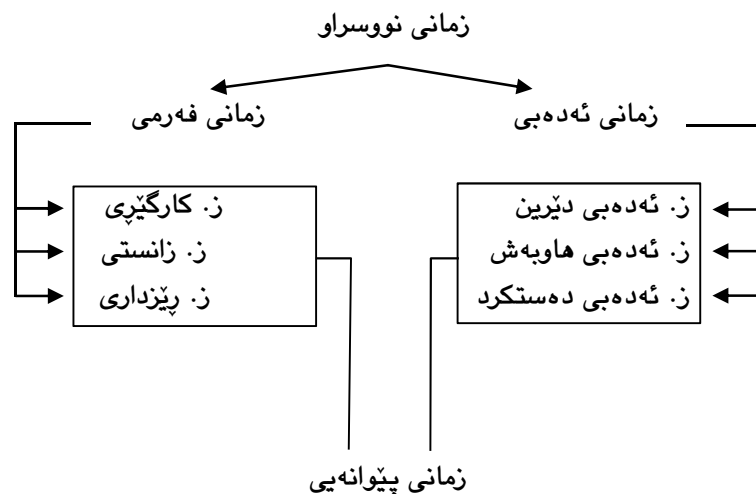 زمانی نووسراو
زمانی ئەدەبی
زمانی فەرمی
ز. ئەدەبی دێرین
ز. ئەدەبی هاوبەش
ز. ئەدەبی دەستکرد
ز. کارگێڕی
ز. زانستی
ز. ڕێزداری
زمانی پێوانەیی